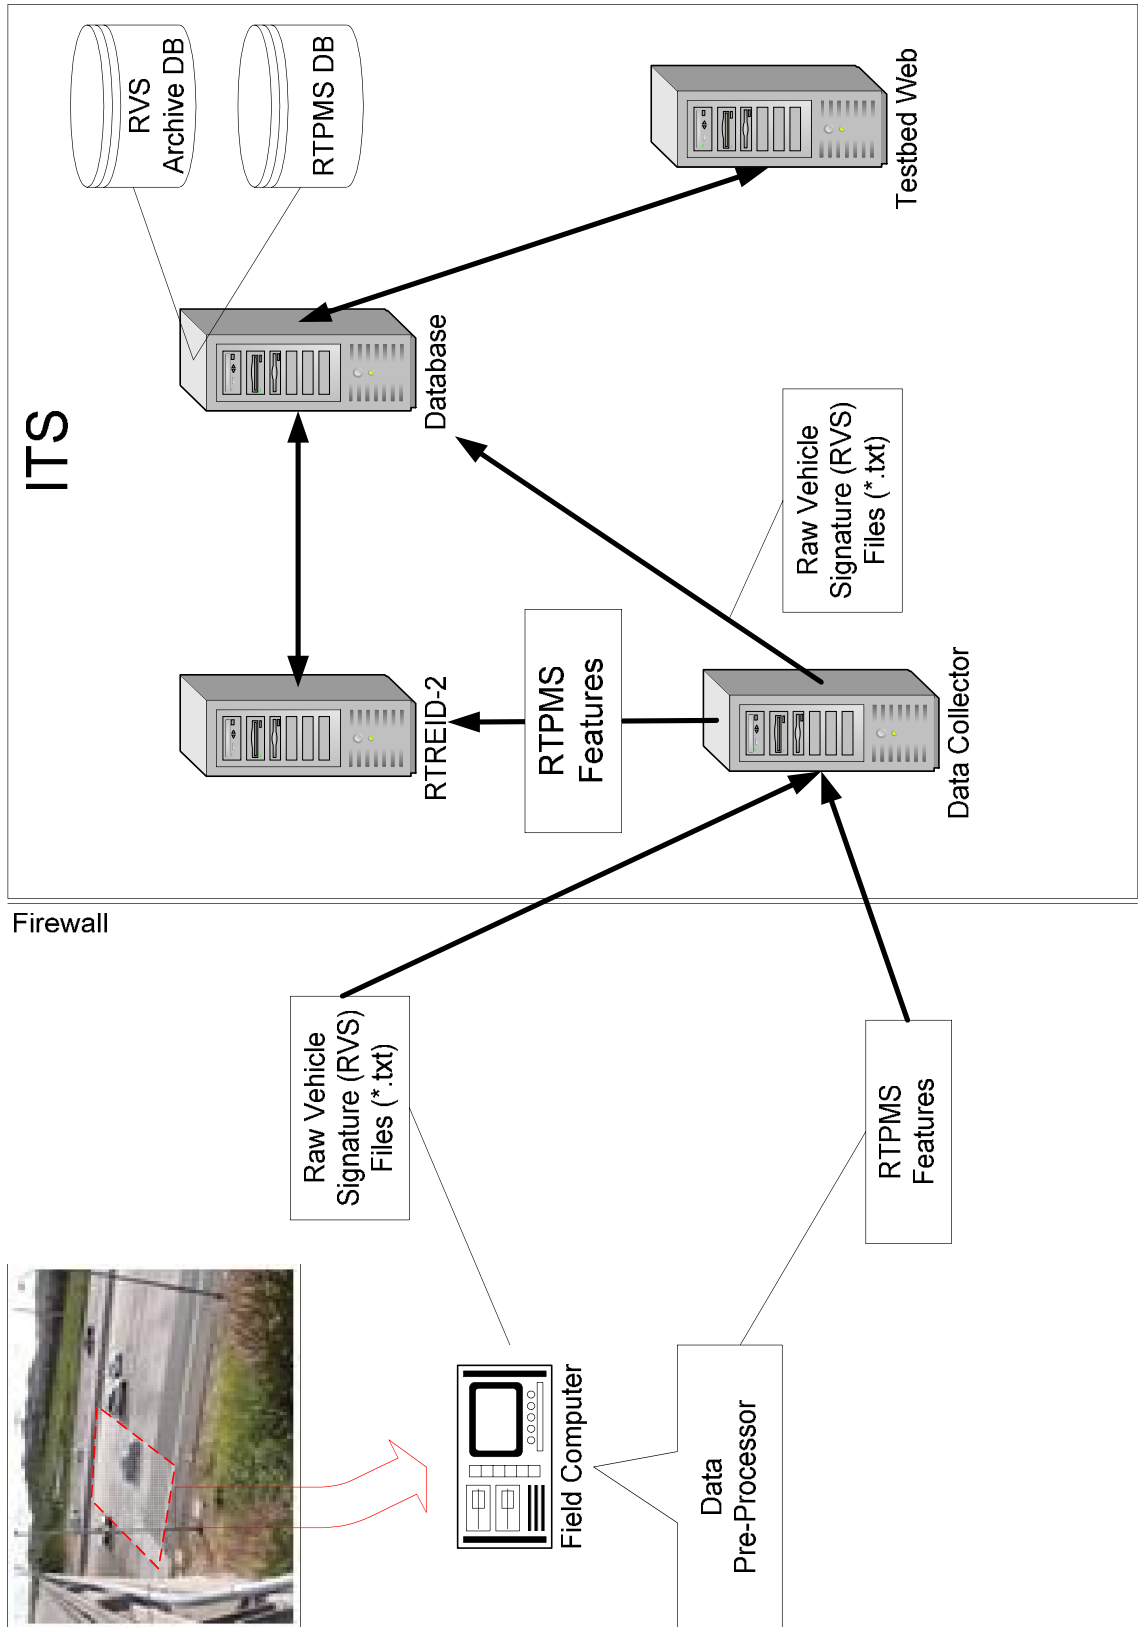 ITS
RVS
Archive DB
RTPMS DB
Database
Testbed Web
RTREID-2
RTPMS
Features
Raw Vehicle
Signature (RVS)
Files (*.txt)
Data Collector
Firewall
Raw Vehicle
Signature (RVS)
Files (*.txt)
RTPMS
Features
Field Computer
Data
Pre-Processor